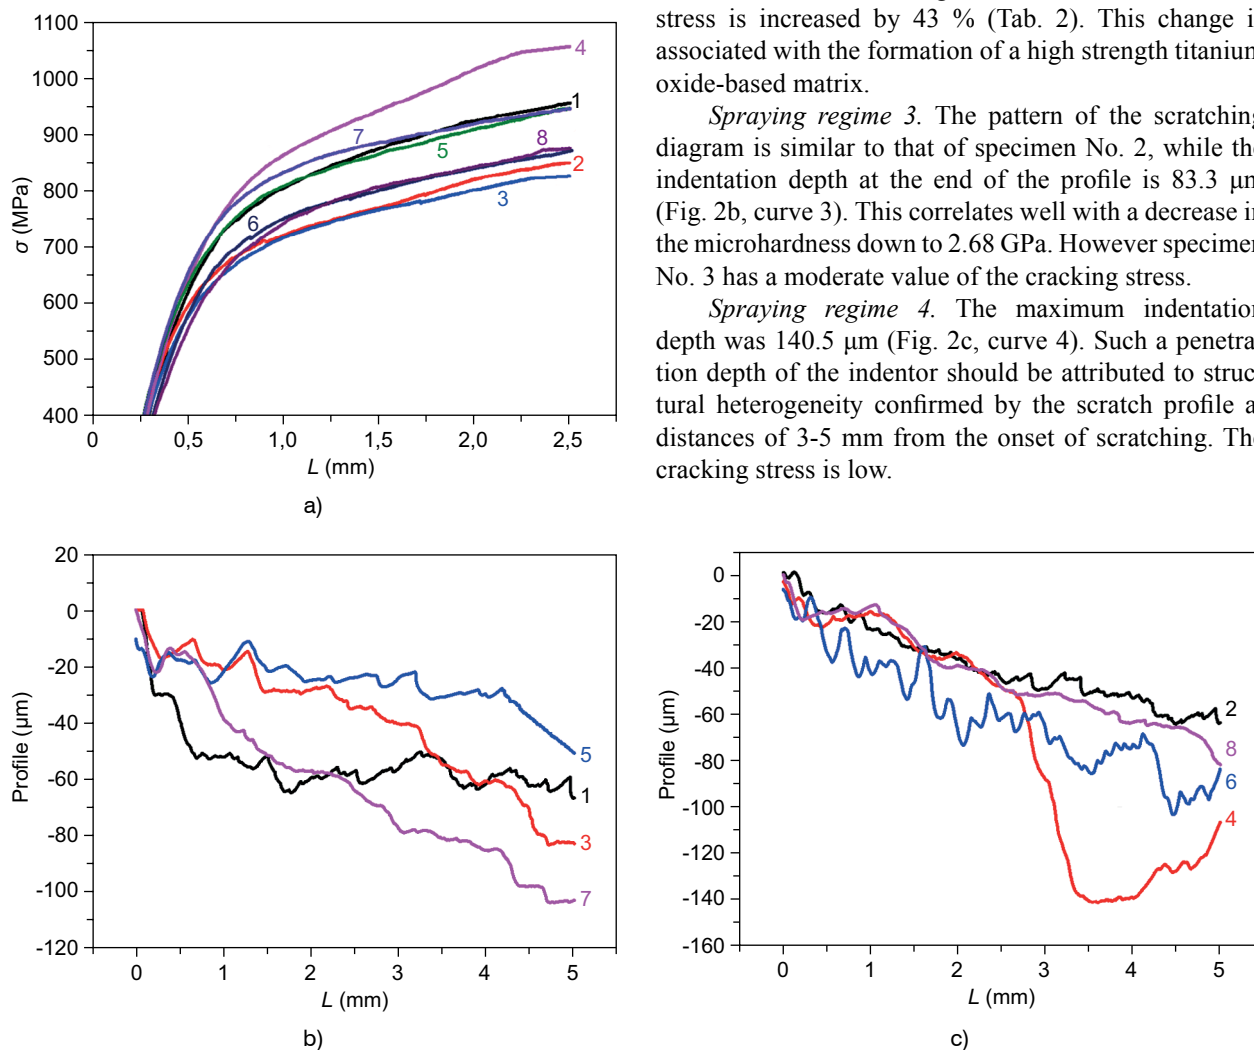 stress is increased by 43 % (Tab. 2). This change
associated with the formation of a high strength titanium
oxide-based matrix.
Spraying regime 3. The pattern of the scratching
diagram is similar to that of specimen No. 2, while the
indentation depth at the end of the profile is 83.3 μm
(Fig. 2b, curve 3). This correlates well with a decrease in
the microhardness down to 2.68 GPa. However specimen
No. 3 has a moderate value of the cracking stress.
Spraying regime 4. The maximum indentation
depth was 140.5 μm (Fig. 2c, curve 4). Such a penetra
tion depth of the indentor should be attributed to struc
tural heterogeneity confirmed by the scratch profile a
distances of 3-5 mm from the onset of scratching. The
cracking stress is low.
1100
1000
900
800
700
600
500
400
σ (MPa)
0 0,5 1,0 1,5 2,0 2,5
L (mm)
4
1
7
5
8
2
6
3
a)
20
0
-20
-40
-60
-80
-100
-120
Profile (μm)
0 1 2 3 4 5
L (mm)
5
1
3
7
b)
0
-20
-40
-60
-80
-100
-120
-140
-160
Profile (μm)
0 1 2 3 4 5
L (mm)
2
8
6
4
c)